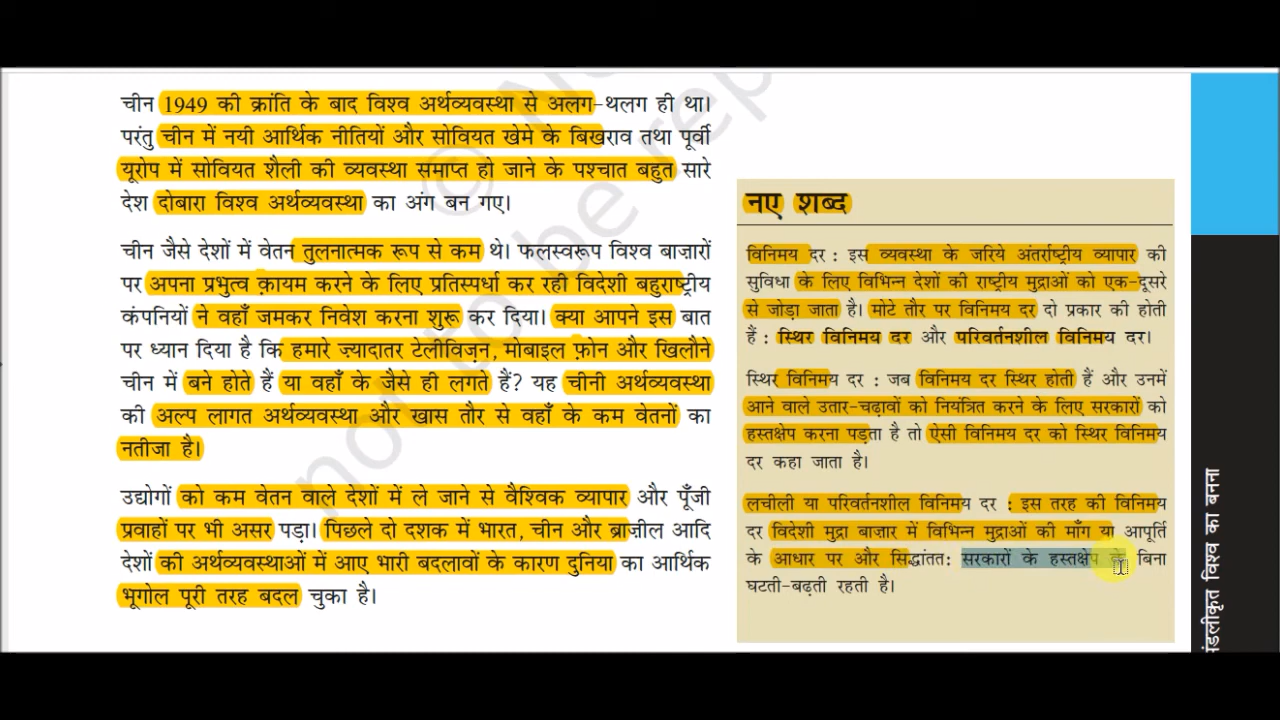 चीन 1949 की क्रांति के बाद विश्व अर्थव्यवस्था से अलग-थलग ही था।
परंतु चीन में नयी आर्थिक नीतियों और सोवियत खेमे के बिखराव तथा पूर्वी
यूरोप में सोवियत शैली की व्यवस्था समाप्त हो जाने के पश्चात बहुत सारे
देश दोबारा विश्व अर्थव्यवस्था का अंग बन गए।
चीन जैसे देशों में वेतन तुलनात्मक रूप से कम थे। फलस्वरूप विश्व बाज़ारों
पर अपना प्रभुत्व क़ायम करने के लिए प्रतिस्पर्धा कर रही विदेशी बहुराष्ट्रीय
कंपनियों ने वहाँ जमकर निवेश करना शुरू कर दिया। क्या आपने इस बात
पर ध्यान दिया है कि हमारे ज्यादातर टेलीविज़न, मोबाइल फ़ोन और खिलौने
चीन में बने होते हैं या वहाँ के जैसे ही लगते हैं? यह चीनी अर्थव्यवस्था
की अल्प लागत अर्थव्यवस्था और खास तौर से वहाँ के कम वेतनों का
नतीजा है।
उद्योगों को कम वेतन वाले देशों में ले जाने से वैश्विक व्यापार और पूँजी
प्रवाहों पर भी असर पड़ा। पिछले दो दशक में भारत, चीन और ब्राज़ील आदि
देशों की अर्थव्यवस्थाओं में आए भारी बदलावों के कारण दुनिया का आर्थिक
भूगोल पूरी तरह बदल चुका है।
नए शब्द
विनिमय दर : इस व्यवस्था के जरिये अंतर्राष्ट्रीय व्यापार की
सुविधा के लिए विभिन्न देशों की राष्ट्रीय मुद्राओं को एक-दूसरे
से जोड़ा जाता है। मोटे तौर पर विनिमय दर दो प्रकार की होती
हैं : स्थिर विनिमय दर और परिवर्तनशील विनिमय दर।
स्थिर विनिमय दर : जब विनिमय दर स्थिर होती हैं और उनमें
आने वाले उतार-चढ़ावों को नियंत्रित करने के लिए सरकारों को
हस्तक्षेप करना पड़ता है तो ऐसी विनिमय दर को स्थिर विनिमय
दर कहा जाता है।
लचीली या परिवर्तनशील विनिमय दर : इस तरह की विनिमय
दर विदेशी मुद्रा बाज़ार में विभिन्न मुद्राओं की माँग या आपूर्ति
के आधार पर और सिद्धांतत: सरकारों के हस्तक्षेप के बिना
घटती-बढ़ती रहती है।
विश्व का बनना
not to be